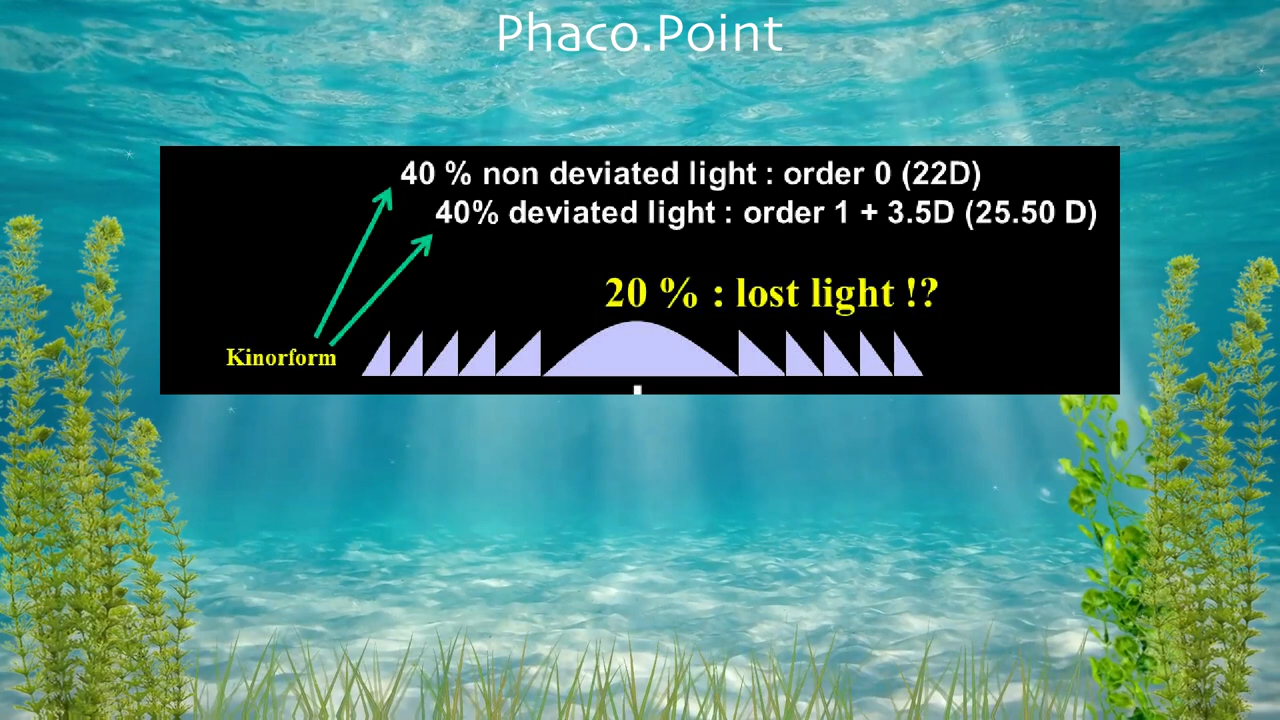 Phaco.Point
40 % non deviated light : order 0 (22D)
40% deviated light : order 1 + 3.5D (25.50 D)
20 % : lost light !?
Kinorform